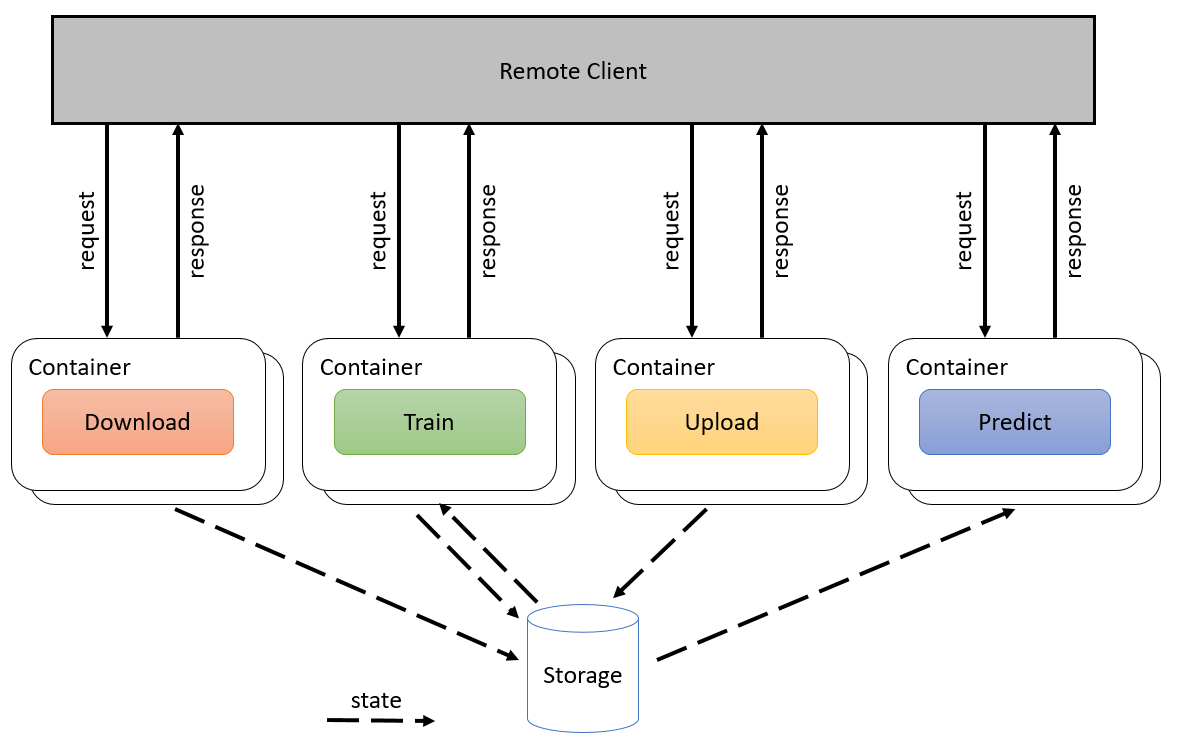 Remote Client
request
response
request
response
request
response
request
response
Container
Download
Container
Train
Container
Upload
Container
Predict
Storage
state